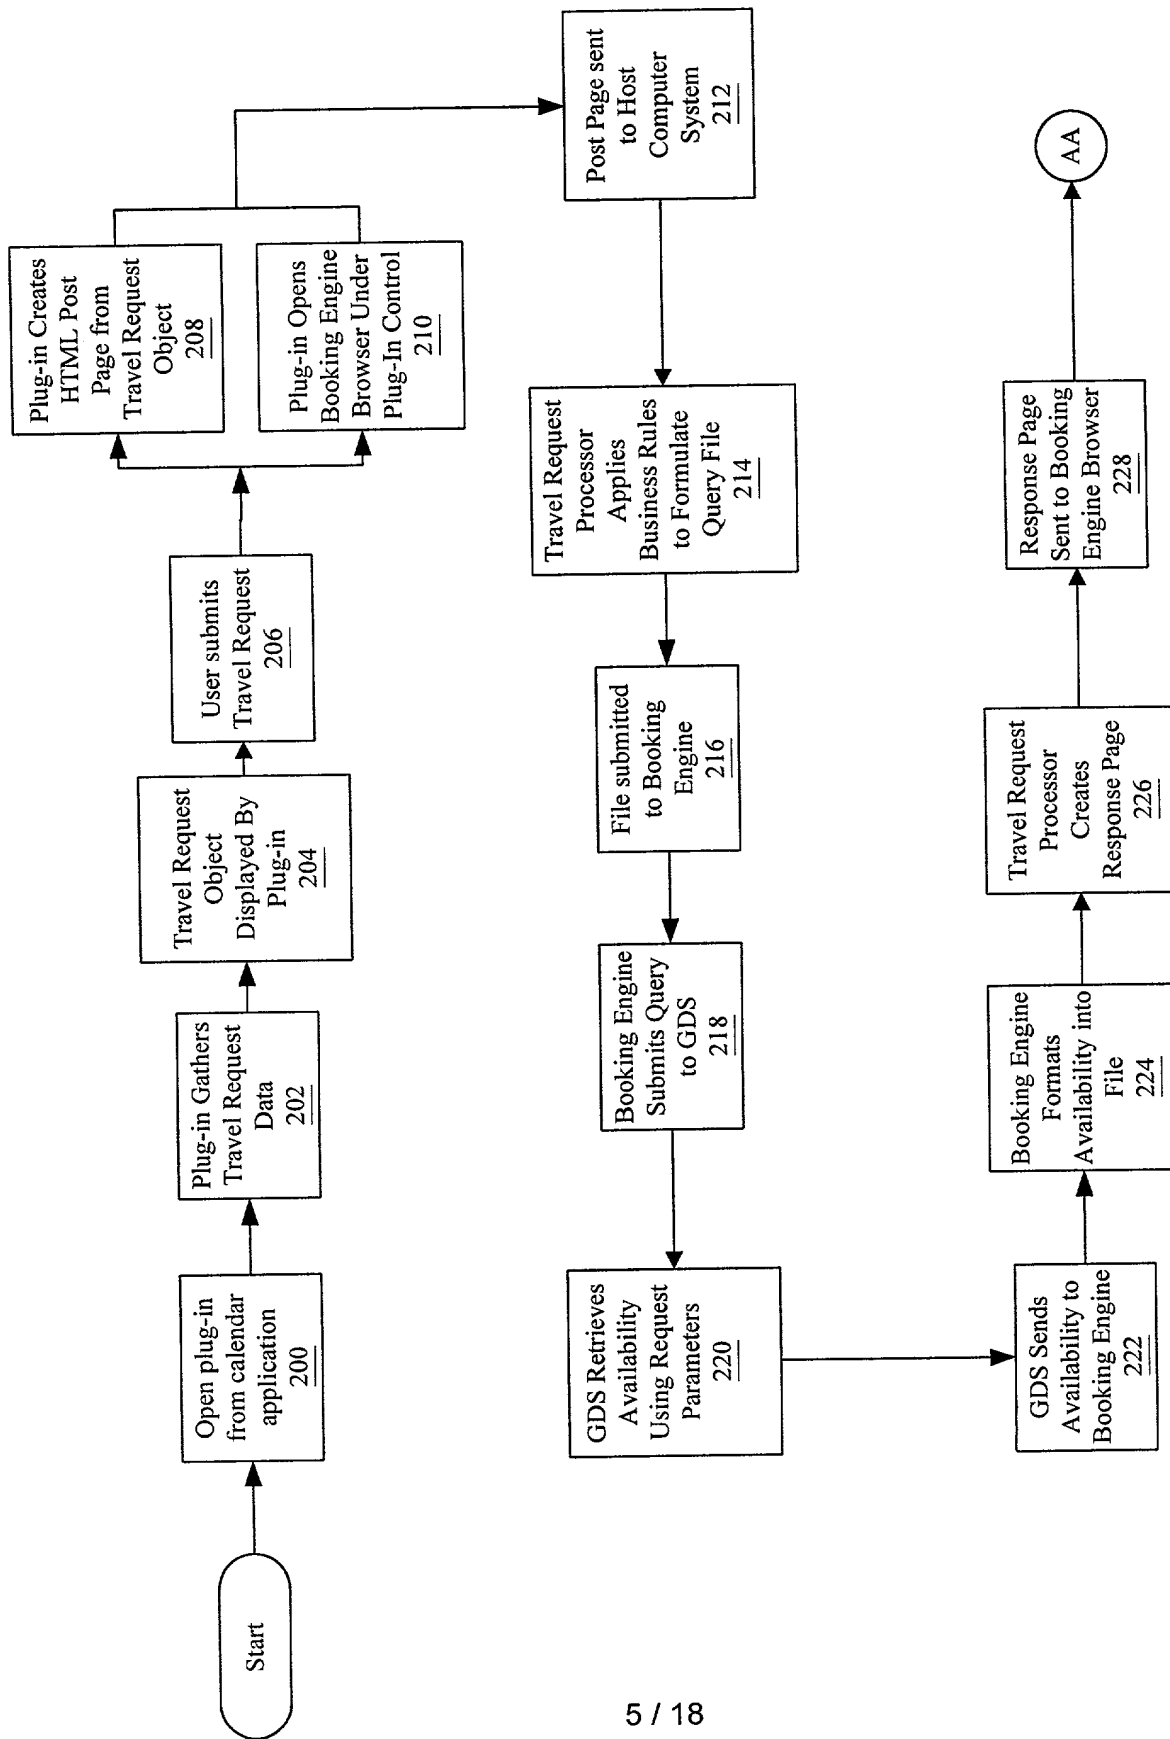 Start
Open plug-in
from calendar
application
200
Plug-in Gathers
Travel Request
Data
202
Travel Request
Object
Displayed By
Plug-in
204
User submits
Travel Request
206
Plug-in Creates
HTML Post
Page from
Travel Request
Object
208
Plug-in Opens
Booking Engine
Browser Under
Plug-In Control
210
Post Page sent
to Host
Computer
System
212
Travel Request
Processor
Applies
Business Rules
to Formulate
Query File
214
File submitted
to Booking
Engine
216
Booking Engine
Submits Query
to GDS
218
GDS Retrieves
Availability
Using Request
Parameters
220
GDS Sends
Availability to
Booking Engine
222
Booking Engine
Formats
Availability into
File
224
Travel Request
Processor
Creates
Response Page
226
Response Page
Sent to Booking
Engine Browser
228
AA
5 / 18